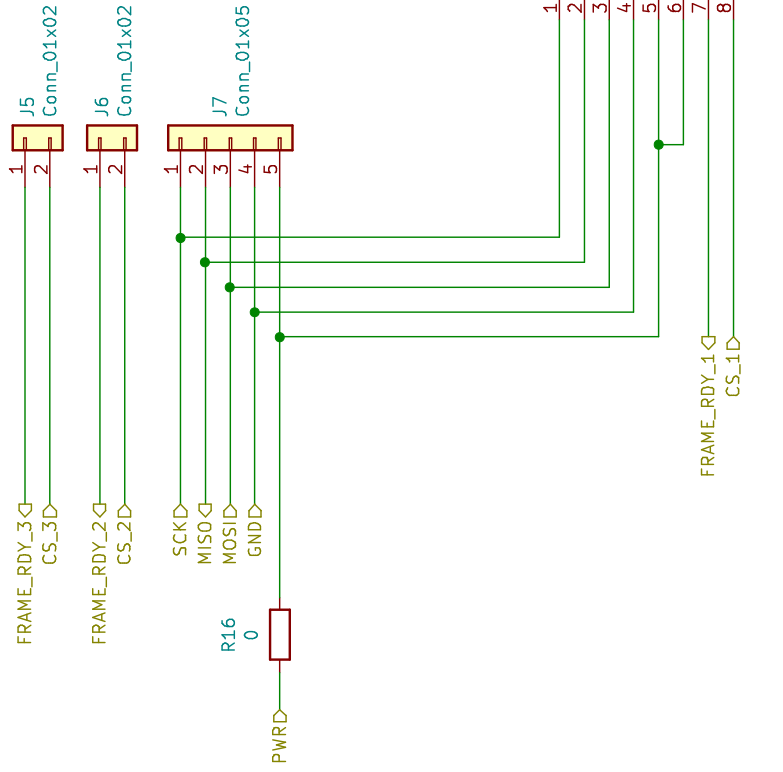 1
2
3
4
5
6
7
8
J5
Conn_01x02
J6
Conn_01x02
J7
Conn_01x05
1
2
1
2
1
2
3
4
5
FRAME_RDY_1
CS_1
FRAME_RDY_3
CS_3
FRAME_RDY_2
CS_2
SCK
MISO
MOSI
GND
R16
0
PWR